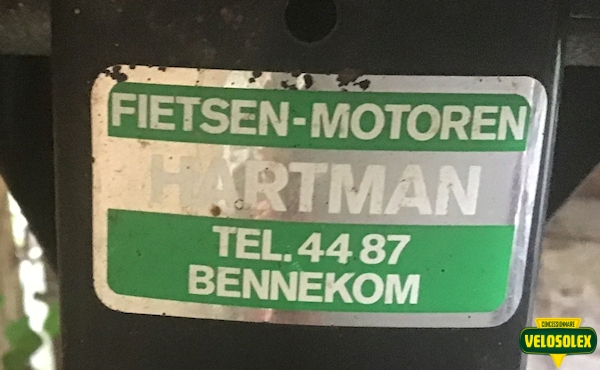 FIETSEN-MOTOREN
HARTMAN
TEL. 44 87
BENNEKOM
CONCESSIONNAIRE
VELOSOLEX